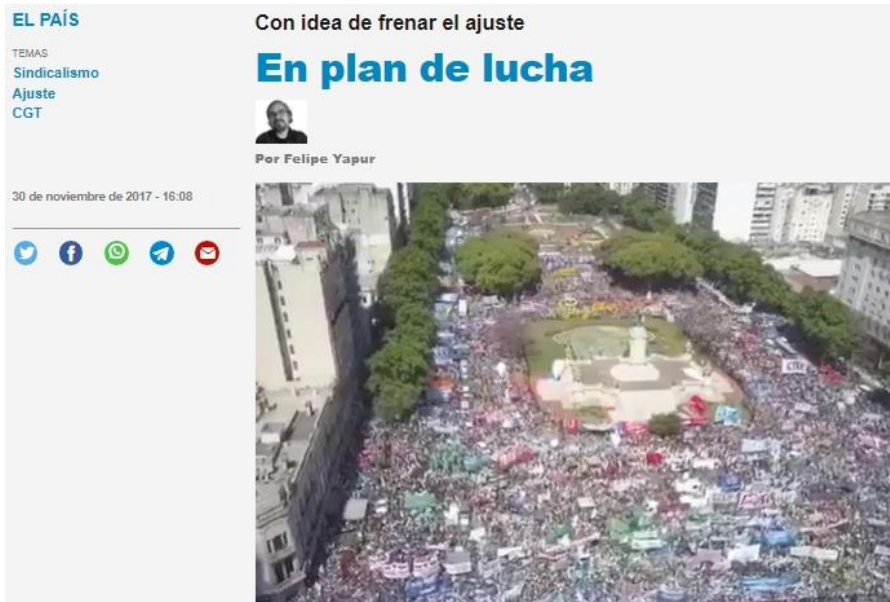 EL PAÍS
TEMAS
Sindicalismo
Ajuste
CGT
30 de noviembre de 2017 - 16:08
Con idea de frenar el ajuste
En plan de lucha
Por Felipe Yapur